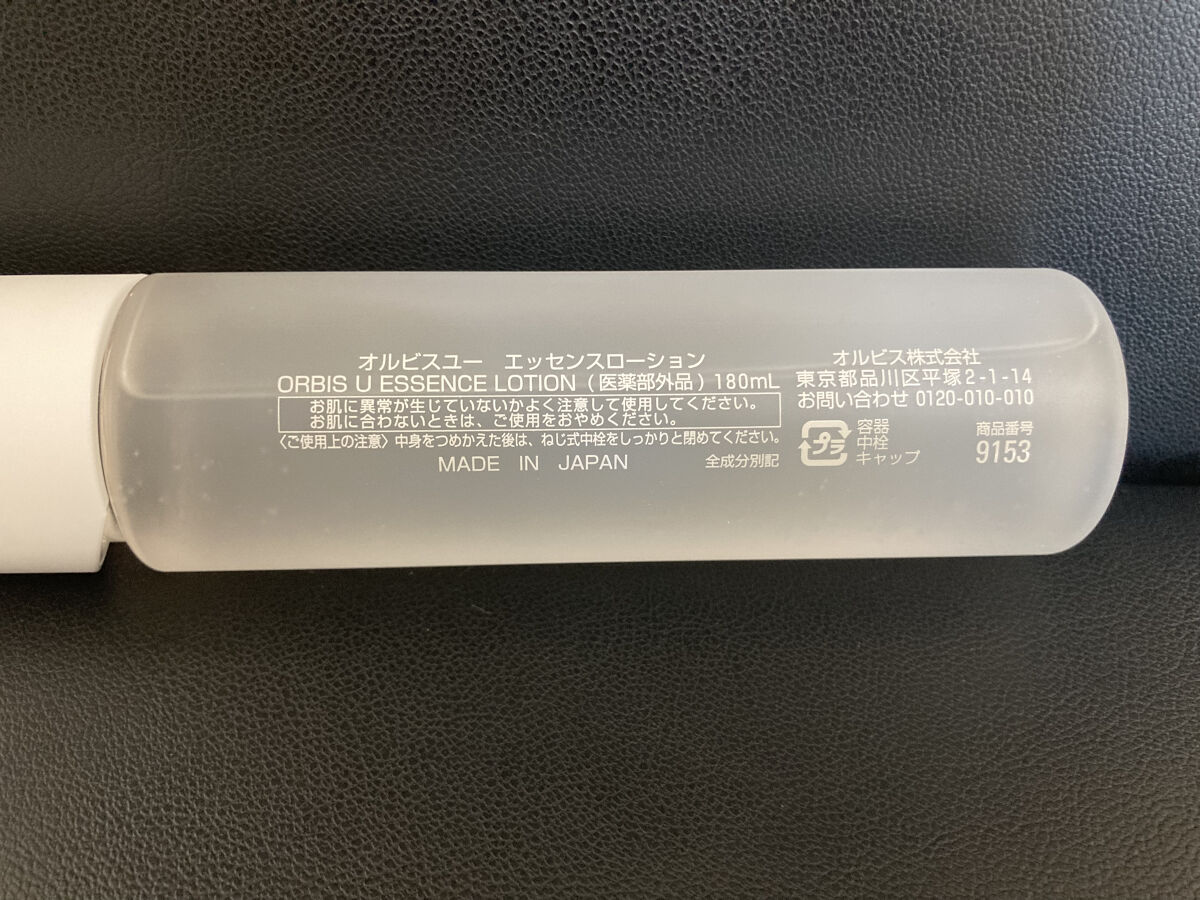 オルビスユー エッセンスローション
ORBIS U ESSENCE LOTION (医薬部外品) 180mL
お肌に異常が生じていないかよく注意して使用してください。
お肌に合わないときは、ご使用をおやめください。
〈ご使用上の注意〉中身をつめかえた後は、ねじ式中栓をしっかりと閉めてください。
MADE IN JAPAN 全成分別記
オルビス株式会社
東京都品川区平塚2-1-14
お問い合わせ 0120-010-010
プラ
容器
中栓
キャップ
商品番号
9153